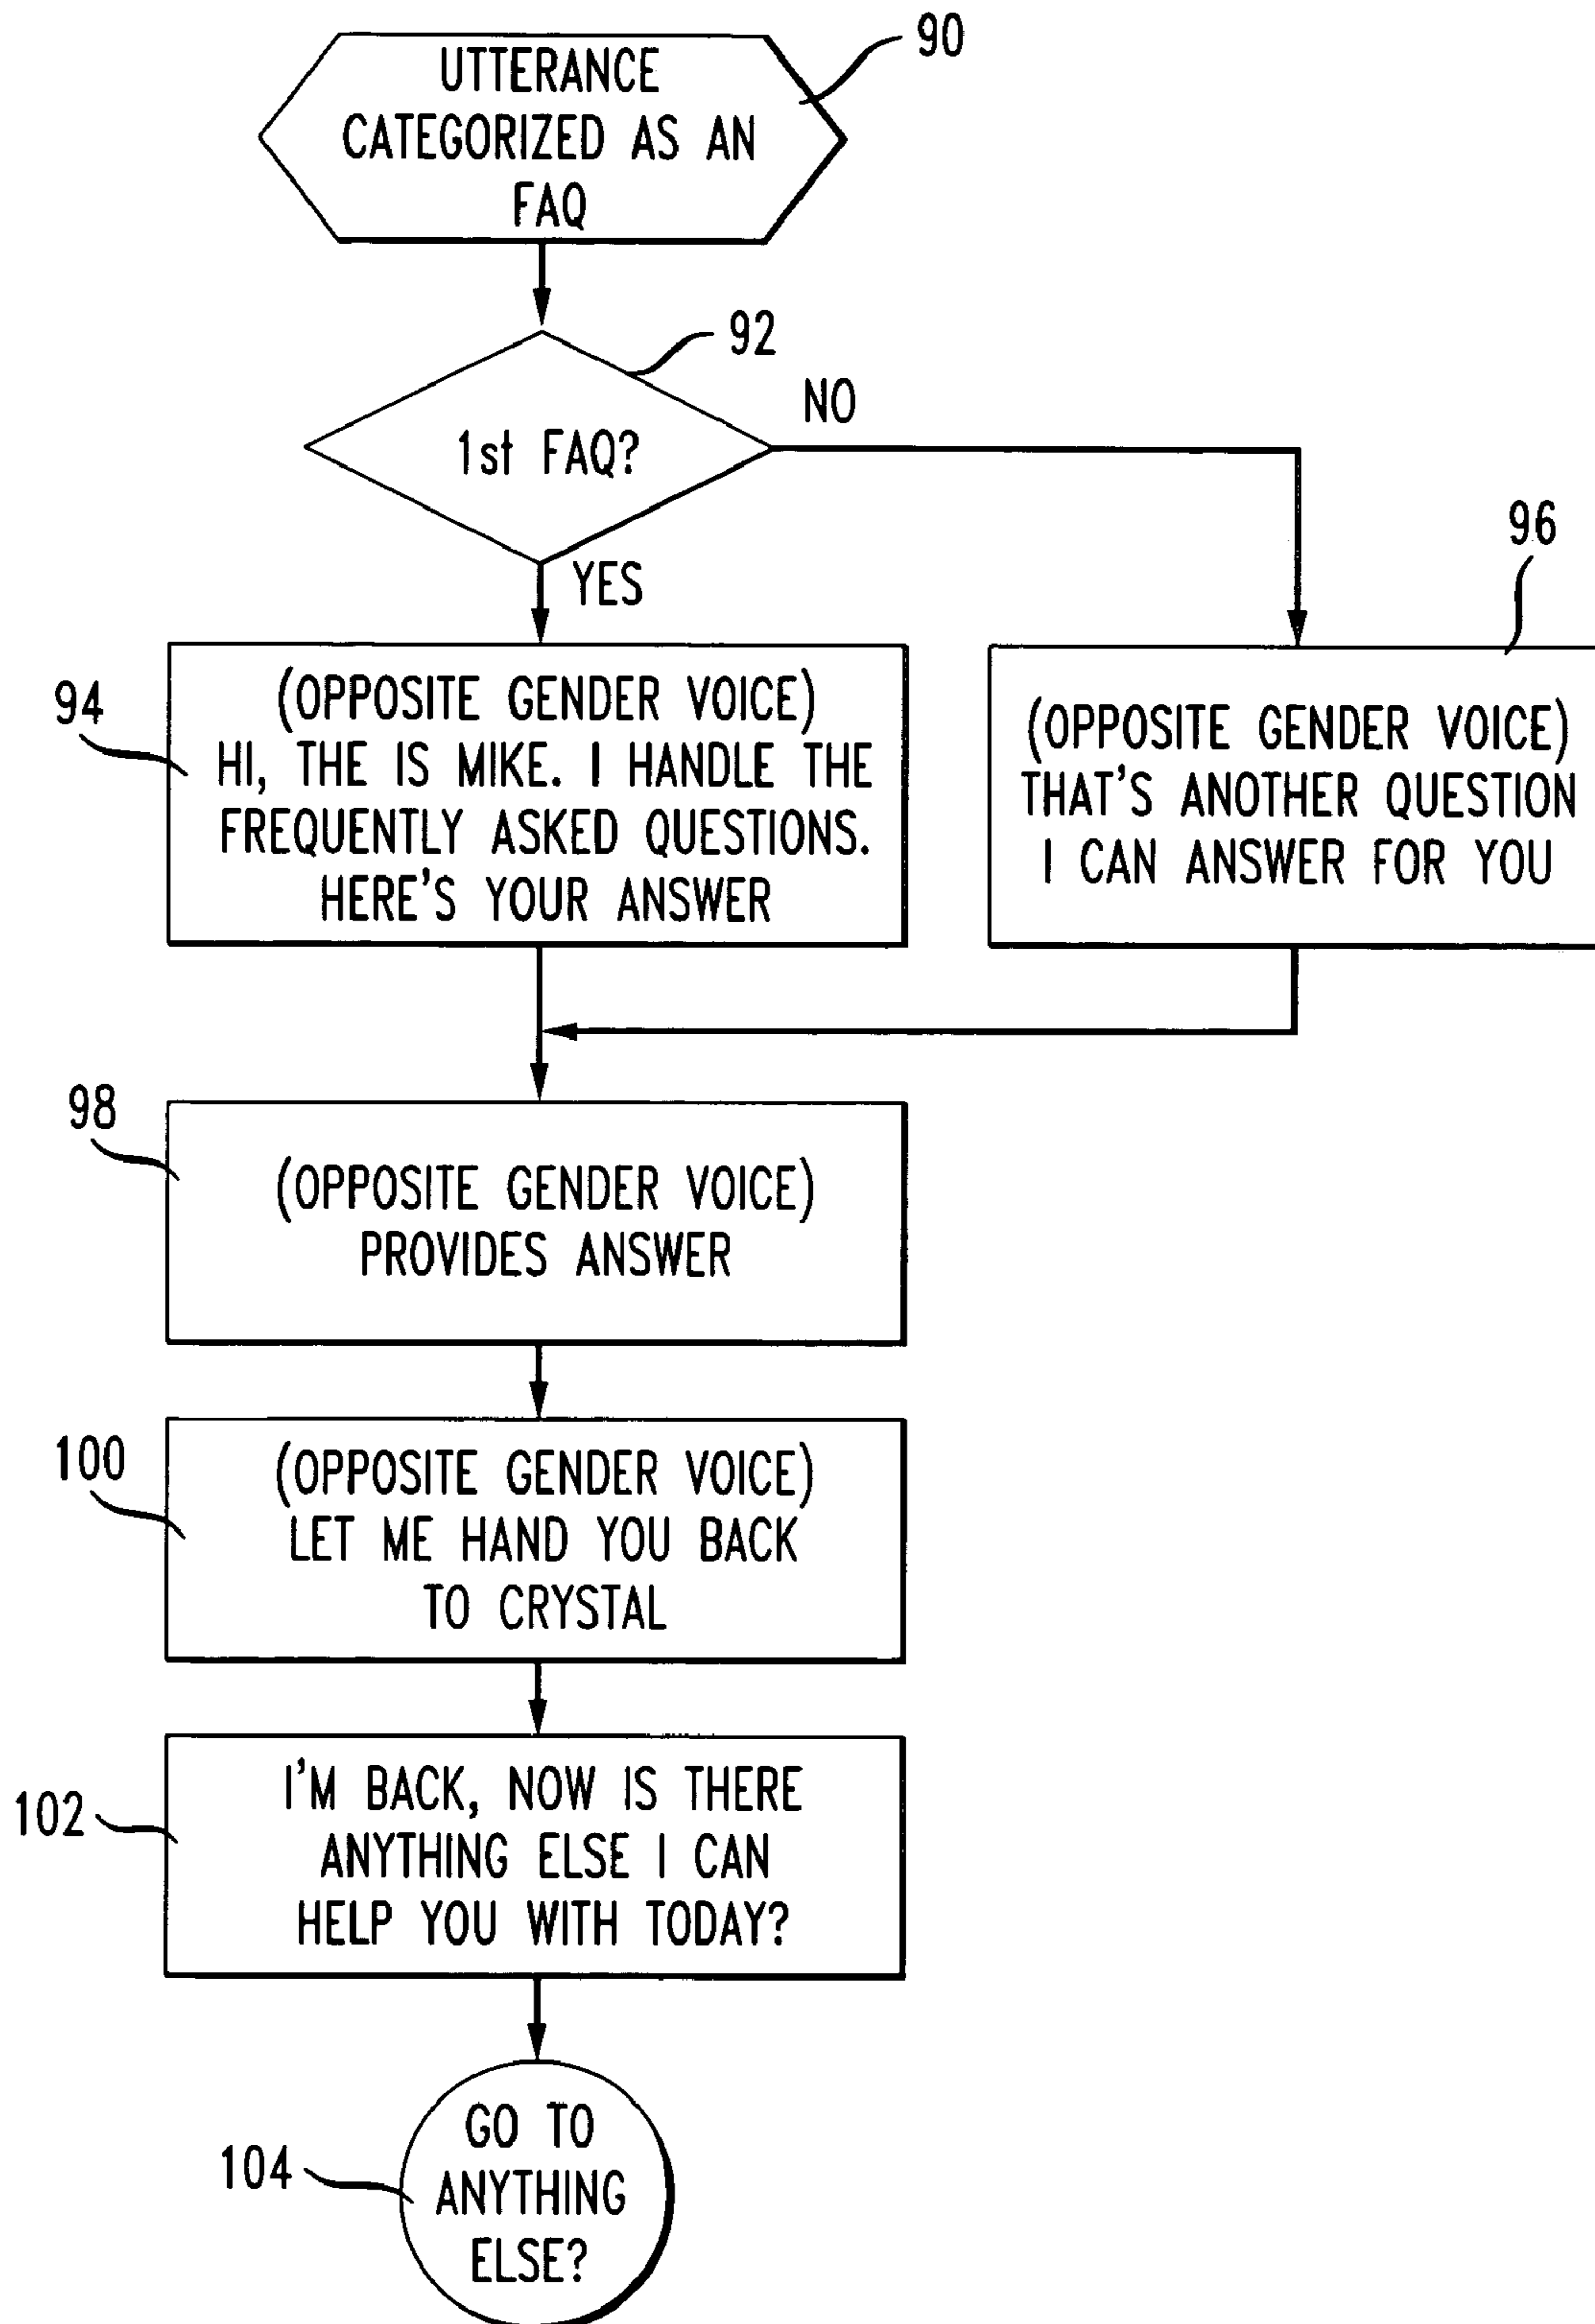 90
UTTERANCE
CATEGORIZED AS AN
FAQ
92
1st FAQ?
NO
YES
94
(OPPOSITE GENDER VOICE)
HI, THE IS MIKE. I HANDLE THE
FREQUENTLY ASKED QUESTIONS.
HERE'S YOUR ANSWER
96
(OPPOSITE GENDER VOICE)
THAT'S ANOTHER QUESTION
I CAN ANSWER FOR YOU
98
(OPPOSITE GENDER VOICE)
PROVIDES ANSWER
100
(OPPOSITE GENDER VOICE)
LET ME HAND YOU BACK
TO CRYSTAL
102
I'M BACK, NOW IS THERE
ANYTHING ELSE I CAN
HELP YOU WITH TODAY?
104
GO TO
ANYTHING
ELSE?